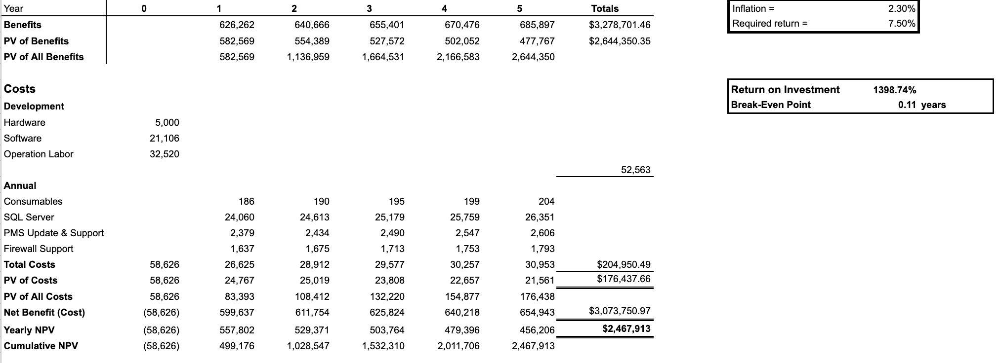 Year 0 1 2 3 4 5 Totals
Inflation = 2.30%
Required return = 7.50%
Benefits 626,262 640,666 655,401 670,476 685,897 $3,278,701.46
PV of Benefits 582,569 554,389 527,572 502,052 477,767 $2,644,350.35
PV of All Benefits 582,569 1,136,959 1,664,531 2,166,583 2,644,350
Return on Investment 1398.74%
Break-Even Point 0.11 years
Costs
Development
Hardware 5,000
Software 21,106
Operation Labor 32,520
52,563
Annual
Consumables 186 190 195 199 204
SQL Server 24,060 24,613 25,179 25,759 26,351
PMS Update & Support 2,379 2,434 2,490 2,547 2,606
Firewall Support 1,637 1,675 1,713 1,753 1,793
Total Costs 58,626 26,625 28,912 29,577 30,257 30,953 $204,950.49
PV of Costs 58,626 24,767 25,019 23,808 22,657 21,561 $176,437.66
PV of All Costs 58,626 83,393 108,412 132,220 154,877 176,438
Net Benefit (Cost) (58,626) 599,637 611,754 625,824 640,218 654,943 $3,073,750.97
Yearly NPV (58,626) 557,802 529,371 503,764 479,396 456,206 $2,467,913
Cumulative NPV (58,626) 499,176 1,028,547 1,532,310 2,011,706 2,467,913